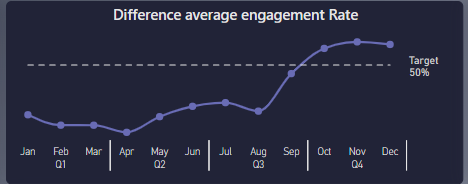 Difference average engagement Rate
Target
50%
Jan Feb Mar Apr May Jun Jul Aug Sep Oct Nov Dec
Q1 Q2 Q3 Q4